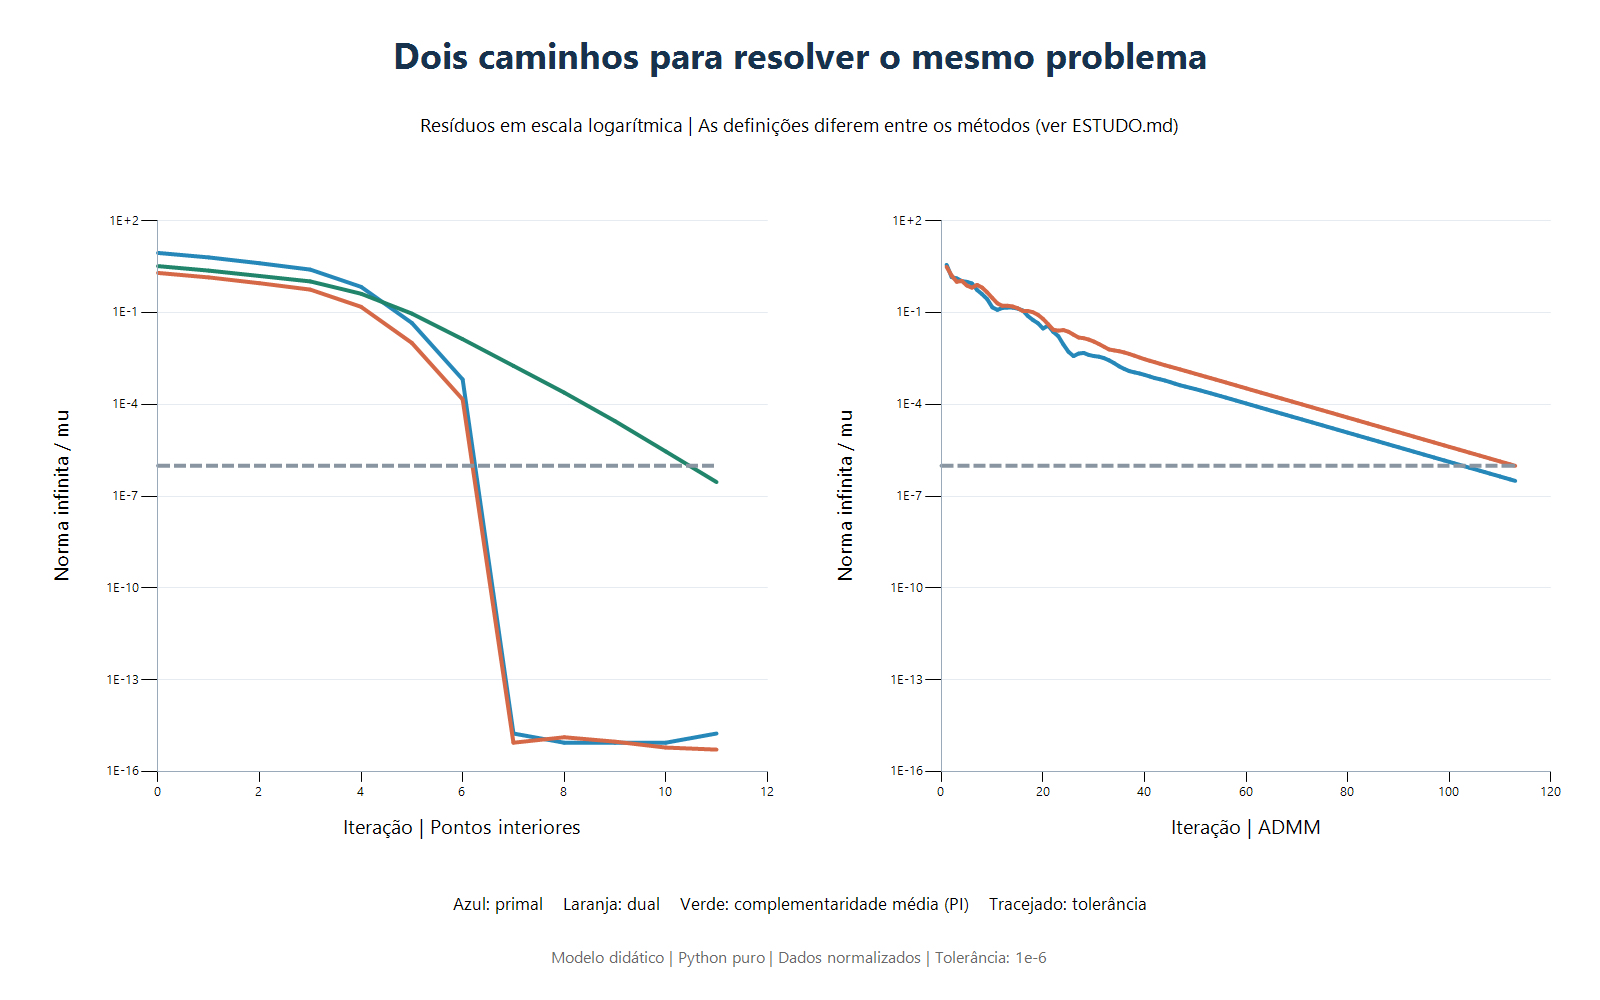 Dois caminhos para resolver o mesmo problema
Resíduos em escala logarítmica | As definições diferem entre os métodos (ver ESTUDO.md)
Norma infinita / mu
1E+2
1E-1
1E-4
1E-7
1E-10
1E-13
1E-16
0 2 4 6 8 10 12
Iteração | Pontos interiores
Norma infinita / mu
1E+2
1E-1
1E-4
1E-7
1E-10
1E-13
1E-16
0 20 40 60 80 100 120
Iteração | ADMM
Azul: primal Laranja: dual Verde: complementaridade média (PI) Tracejado: tolerância
Modelo didático | Python puro | Dados normalizados | Tolerância: 1e-6